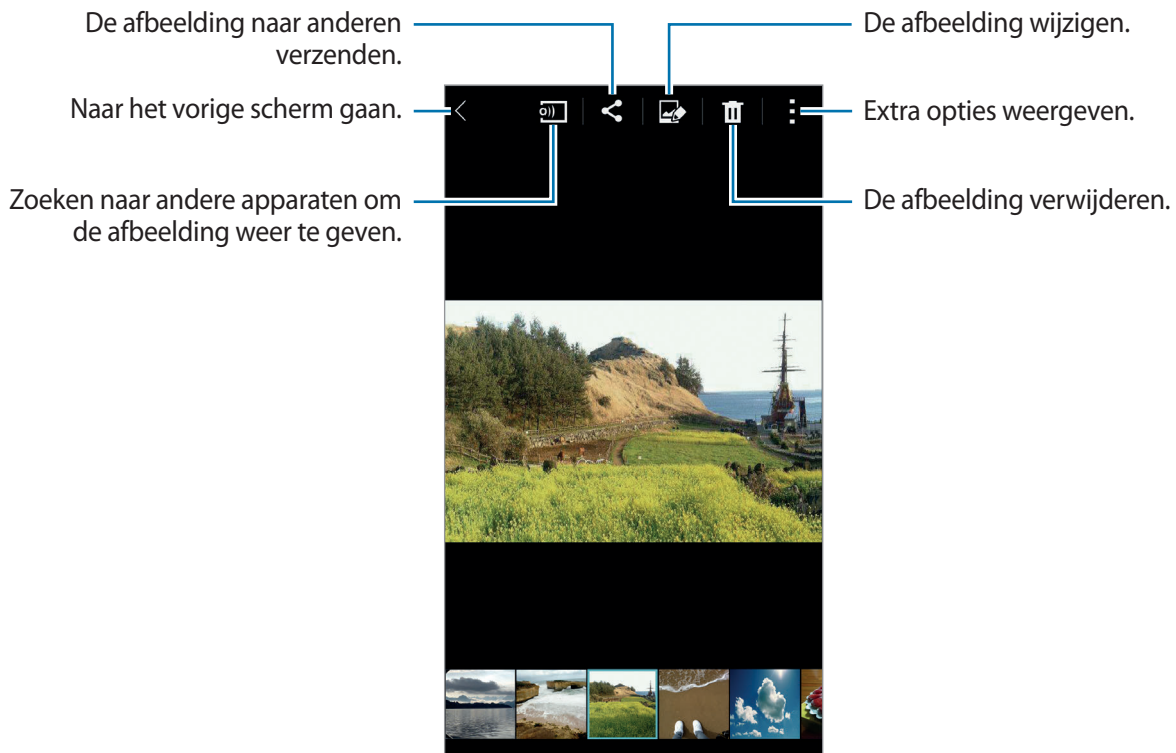 De afbeelding naar anderen
verzenden.
De afbeelding wijzigen.
Naar het vorige scherm gaan.
Extra opties weergeven.
Zoeken naar andere apparaten om
de afbeelding weer te geven.
De afbeelding verwijderen.